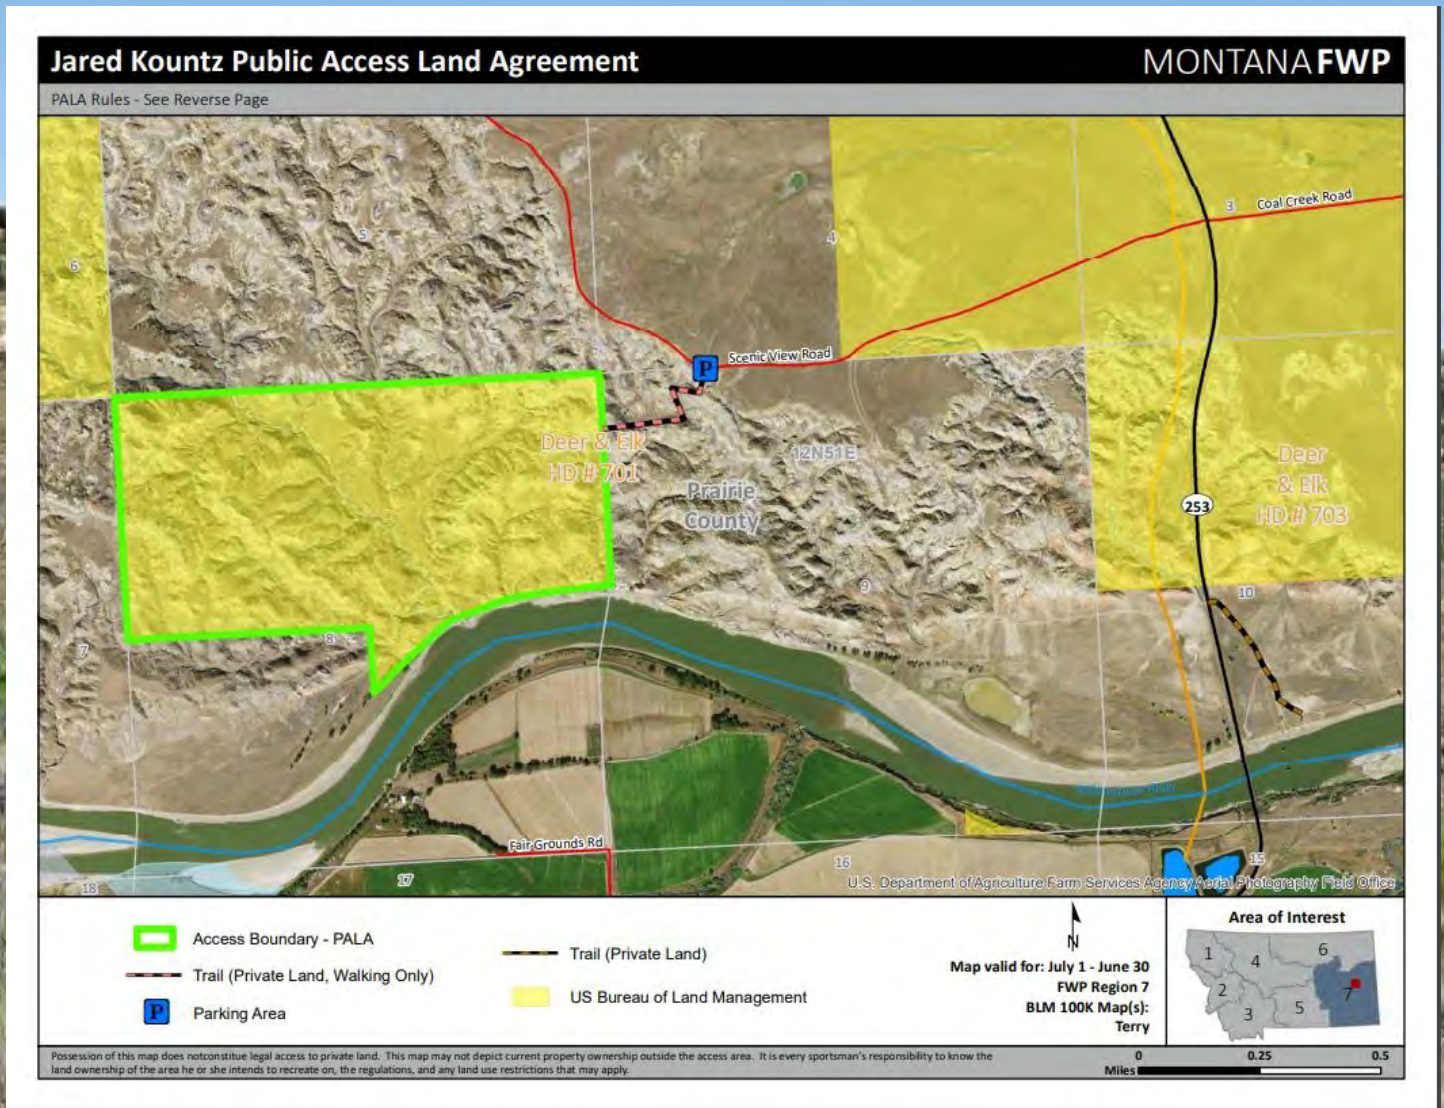 Jared Kountz Public Access Land Agreement
MONTANAFWP
PALA Rules - See Reverse Page
3
Coal Creek Road
5
4
6
Scenic View Road
P
Deer & Elk
HD # 701
12N51E
Deer
& Elk
HD # 703
Prairie
County
253
9
10
8
7
Fair Grounds Rd
16
15
17
18
U.S. Department of Agriculture Farm Services Agency Aerial Photography Field Office
Access Boundary - PALA
Trail (Private Land, Walking Only)
P
Parking Area
Trail (Private Land)
US Bureau of Land Management
N
Map valid for: July 1 - June 30
FWP Region 7
BLM 100K Map(s):
Terry
Area of Interest
1
4
6
2
7
3
5
Possession of this map does notconstitue legal access to private land. This map may not depict current property ownership outside the access area. It is every sportsman's responsibility to know the
land ownership of the area he or she intends to recreate on, the regulations, and any land use restrictions that may apply.
0 0.25 0.5
Miles